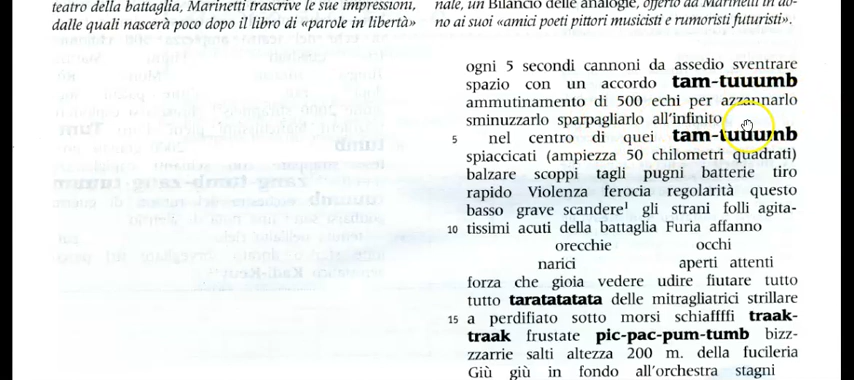 teatro della battaglia, Marinetti trascrive le sue impressioni,
dalle quali nascerà poco dopo il libro di «parole in libertà»
nale, un Bilancio delle analogie, offerto da Marinetti in do-
no ai suoi «amici poeti pittori musicisti e rumoristi futuristi».
ogni 5 secondi cannoni da assedio sventrare
spazio con un accordo tam-tuuumb
ammutinamento di 500 echi per azzannarlo
sminuzzarlo sparpagliarlo all'infinito
5 nel centro di quei tam-tuuumb
spiaccicati (ampiezza 50 chilometri quadrati)
balzare scoppi tagli pugni batterie tiro
rapido Violenza ferocia regolarità questo
basso grave scandere¹ gli strani folli agita-
10 tissimi acuti della battaglia Furia affanno
orecchie occhi
narici aperti attenti
forza che gioia vedere udire fiutare tutto
tutto taratatatata delle mitragliatrici strillare
15 a perdifiato sotto morsi schiaffffi traak-
traak frustate pic-pac-pum-tumb bizz-
zzarrie salti altezza 200 m. della fucileria
Giù giù in fondo all'orchestra stagni